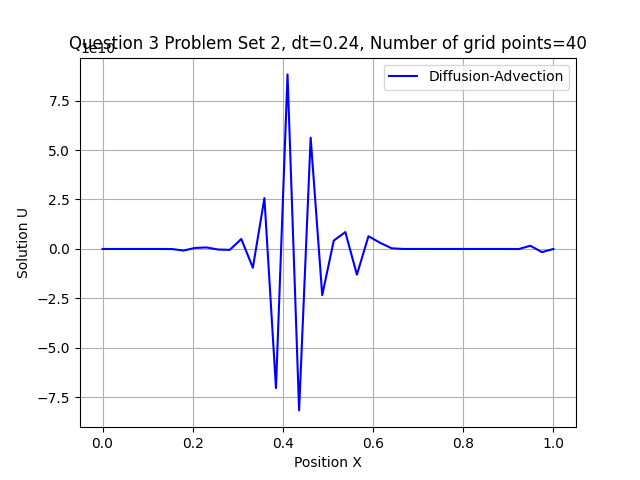 Question 3 Problem Set 2, dt=0.24, Number of grid points=40
1e10
Diffusion-Advection
7.5
5.0
2.5
0.0
−2.5
−5.0
−7.5
Solution U
0.0 0.2 0.4 0.6 0.8 1.0
Position X